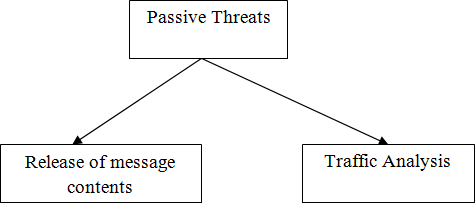 Passive Threats
Release of message
contents
Traffic Analysis